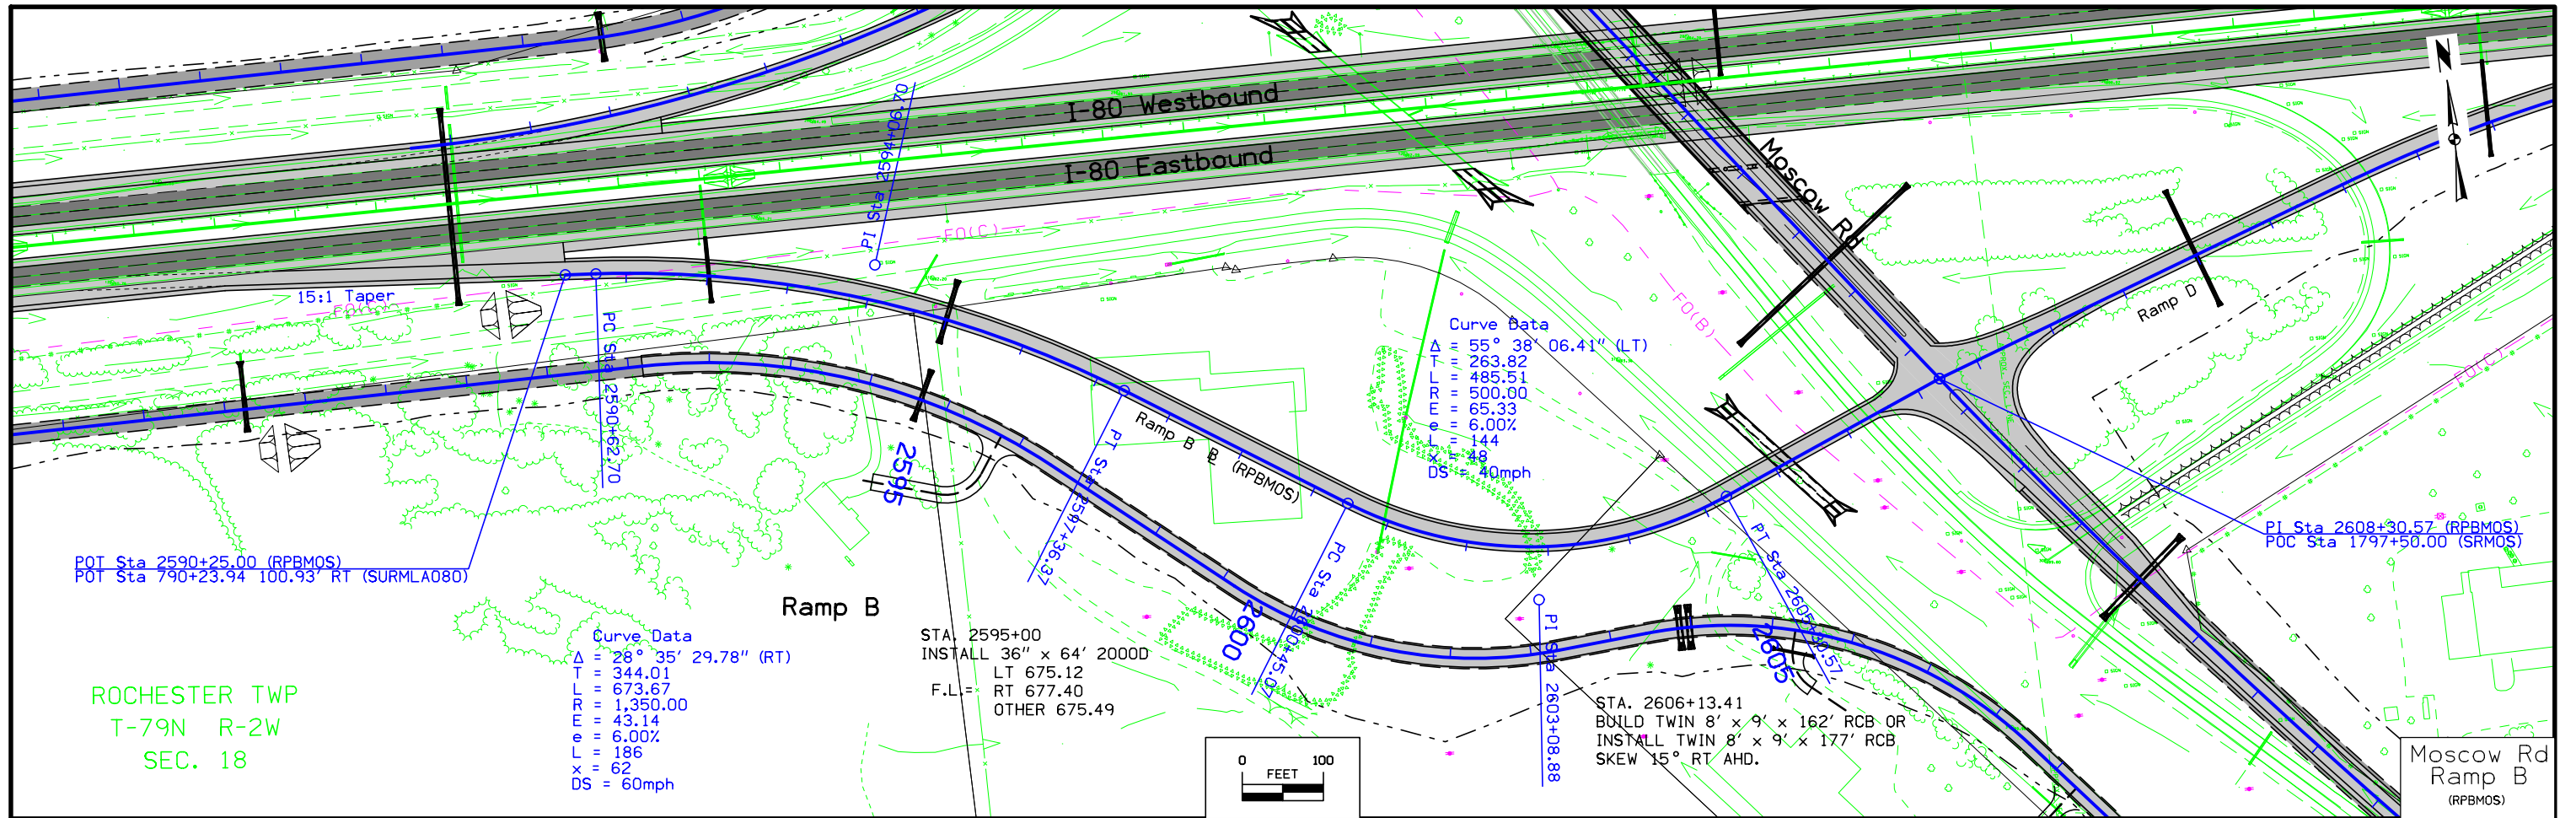 I-80 Westbound
I-80 Eastbound
Moscow Rd
PI Sta 2594+06.70
FO(C)
15:1 Taper
FO(C)
PC Sta 2590+62.70
FO(B)
Ramp D
FO(C)
Curve Data
Δ = 55° 38' 06.41" (LT)
T = 263.82
L = 485.51
R = 500.00
E = 65.33
e = 6.00%
L = 144
x = 48
DS = 40mph
Ramp B ₧ (RPBMOS)
2595
PT Sta 2597+36.37
PC Sta 2600+45.07
PT Sta 2605+30.57
PI Sta 2608+30.57 (RPBMOS)
POC Sta 1797+50.00 (SRMOS)
POT Sta 2590+25.00 (RPBMOS)
POT Sta 790+23.94 100.93' RT (SURMLA080)
Ramp B
2600
2605
PI Sta 2603+08.88
Curve Data
Δ = 28° 35' 29.78" (RT)
T = 344.01
L = 673.67
R = 1,350.00
E = 43.14
e = 6.00%
L = 186
x = 62
DS = 60mph
STA. 2595+00
INSTALL 36" x 64' 2000D
LT 675.12
F.L.= RT 677.40
OTHER 675.49
ROCHESTER TWP
T-79N R-2W
SEC. 18
STA. 2606+13.41
BUILD TWIN 8' x 9' x 162' RCB OR
INSTALL TWIN 8' x 9' x 177' RCB
SKEW 15° RT AHD.
0 100
FEET
Moscow Rd
Ramp B
(RPBMOS)